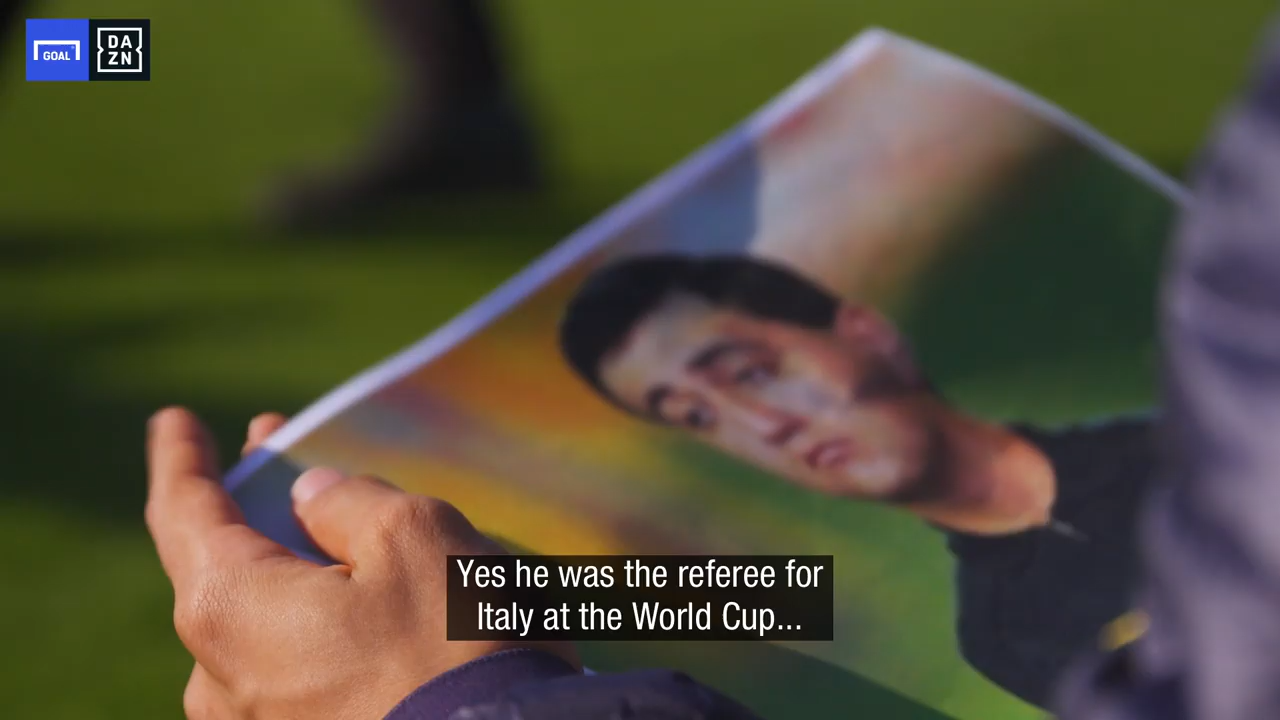 GOAL
DA
ZN
Yes he was the referee for
Italy at the World Cup...